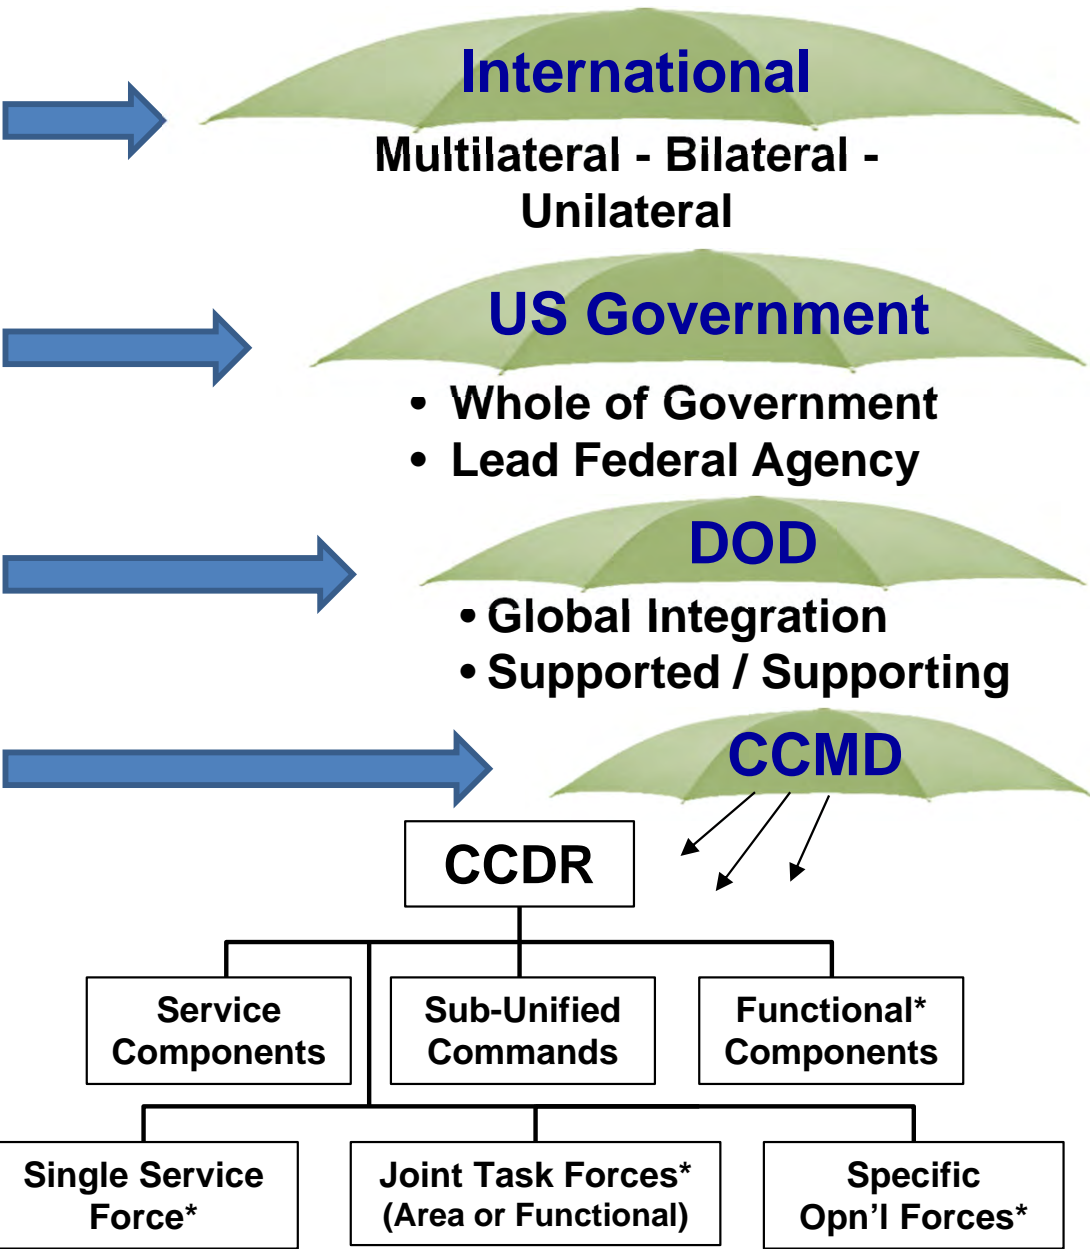 International
Multilateral - Bilateral -
Unilateral
US Government
• Whole of Government
• Lead Federal Agency
DOD
• Global Integration
• Supported / Supporting
CCMD
CCDR
Service
Components
Sub-Unified
Commands
Functional*
Components
Single Service
Force*
Joint Task Forces*
(Area or Functional)
Specific
Opn'l Forces*